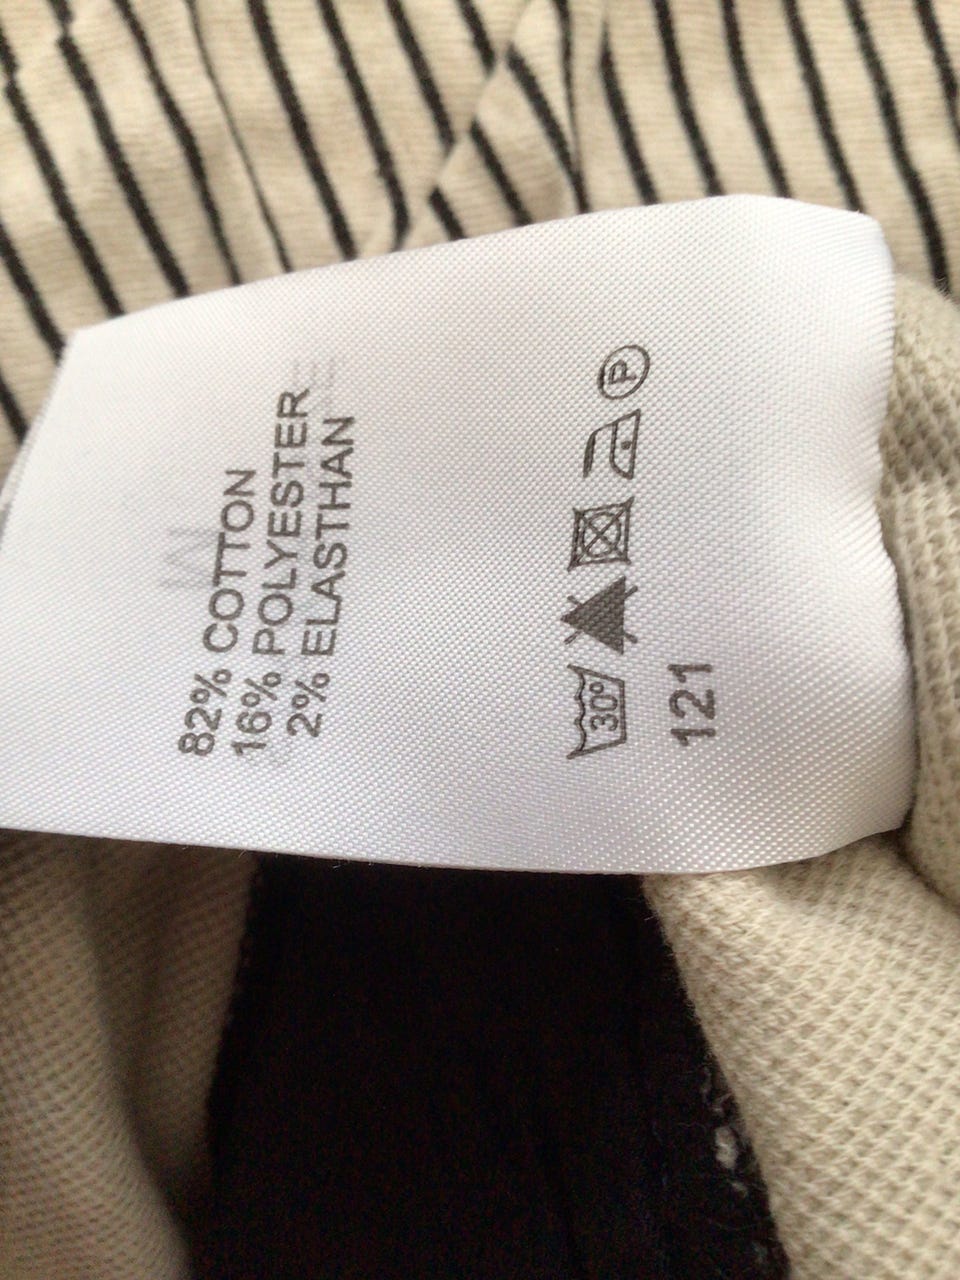 82% COTTON
16% POLYESTER
2% ELASTHAN
30°
P
121